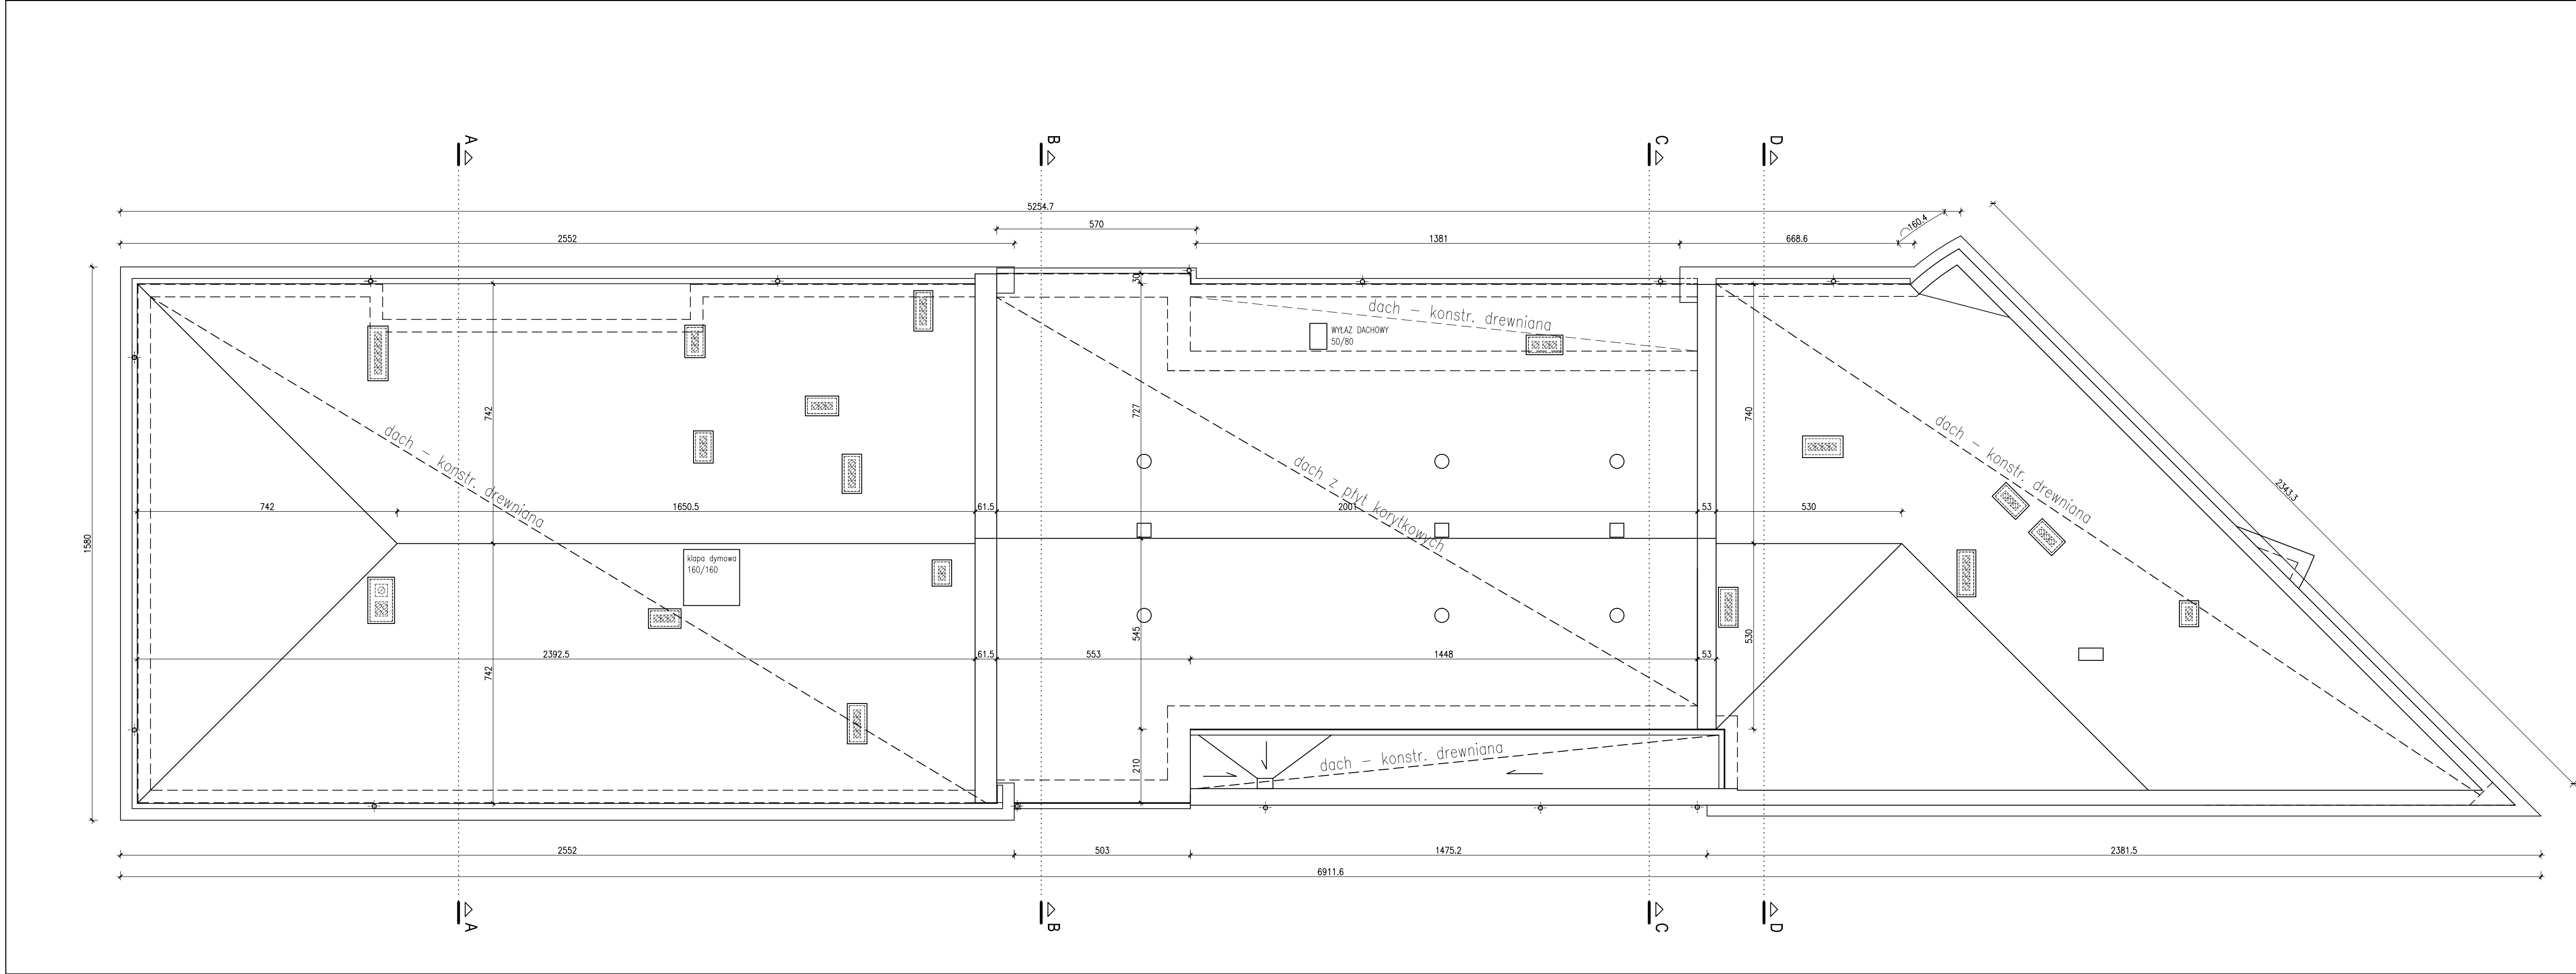 A
B
C
D
5254.7
160.4
570
2552
1381
668.6
30
dach - konstr. drewniana
WYŁAZ DACHOWY
50/80
742
727
740
dach - konstr. drewniana
dach z płyt korytkowych
dach - konstr. drewniana
2343.3
742
1650.5
61.5
2001
53
530
1580
klapa dymowa
160/160
545
530
2392.5
61.5
553
1448
53
742
210
dach - konstr. drewniana
2552
503
1475.2
2381.5
6911.6
A
B
C
D